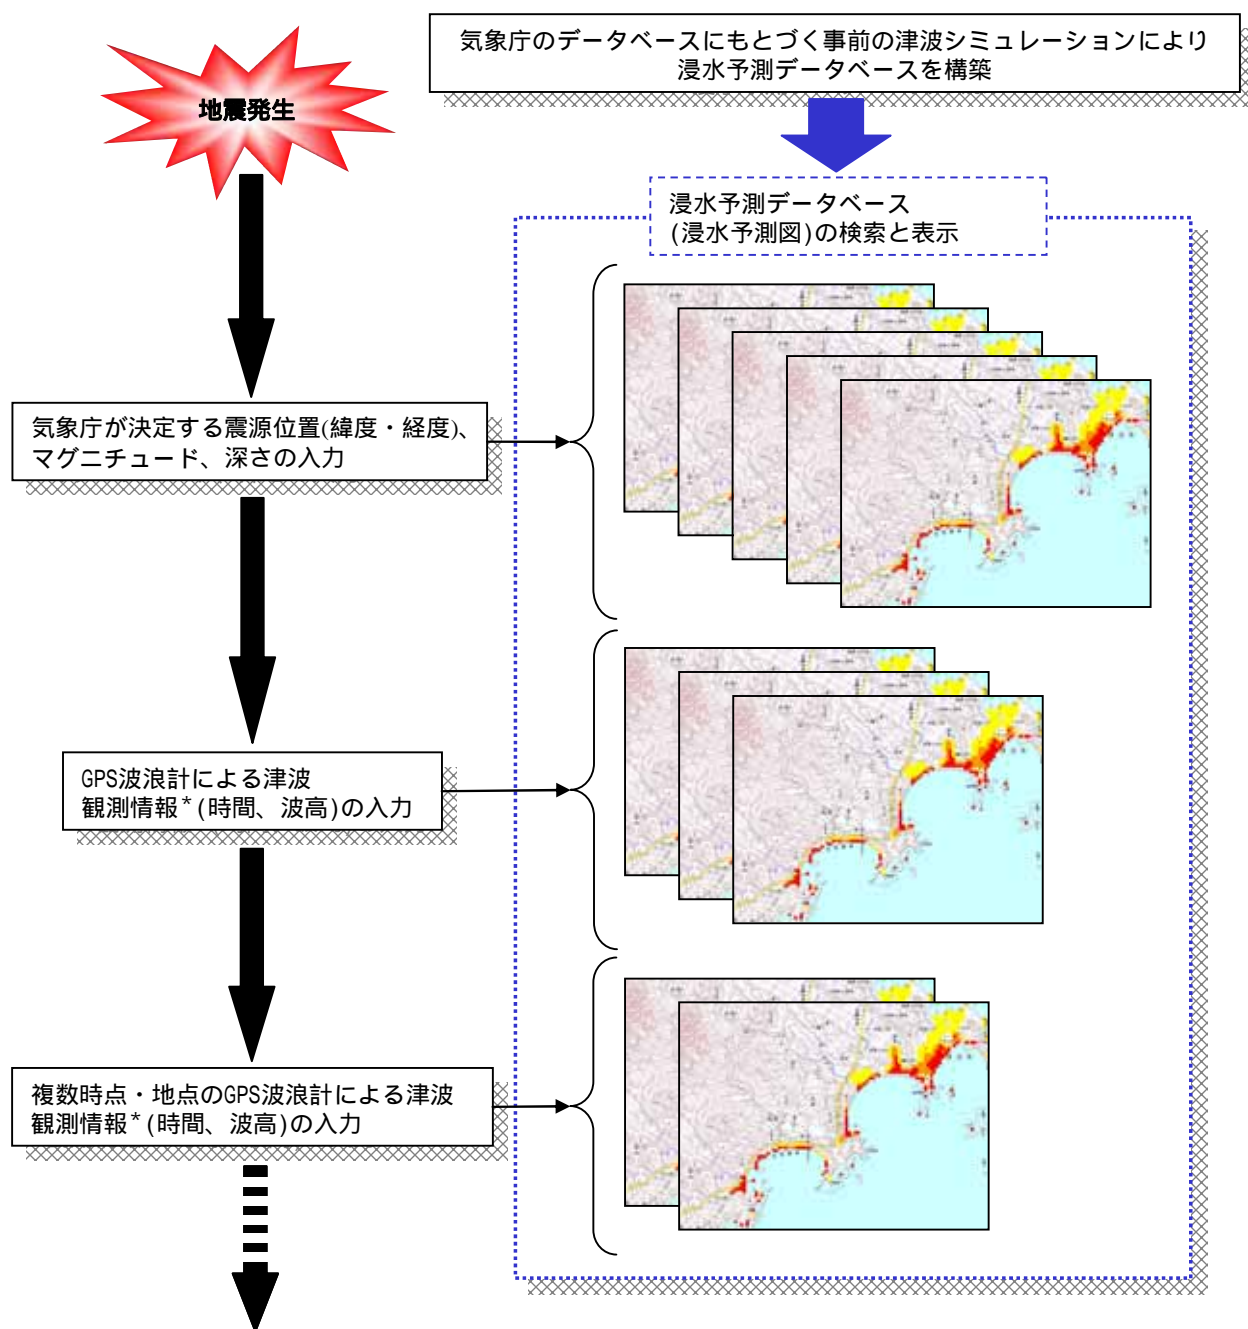 気象庁のデータベースにもとづく事前の津波シミュレーションにより
浸水予測データベースを構築
地震発生
浸水予測データベース
(浸水予測図)の検索と表示
気象庁が決定する震源位置(緯度・経度)、
マグニチュード、深さの入力
GPS波浪計による津波
観測情報*(時間、波高)の入力
複数時点・地点のGPS波浪計による津波
観測情報*(時間、波高)の入力